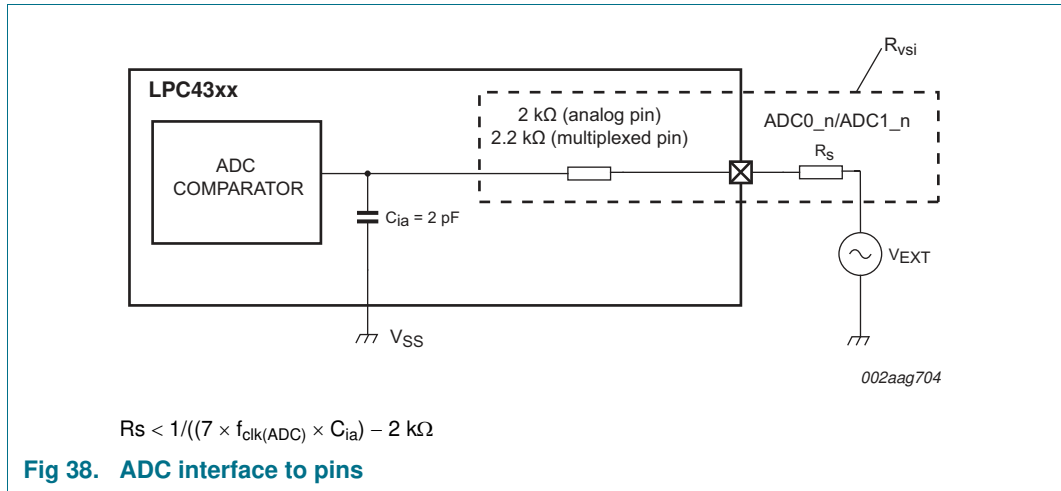 R_vsi
LPC43xx
2 kΩ (analog pin)
2.2 kΩ (multiplexed pin)
ADC0_n/ADC1_n
R_s
ADC
COMPARATOR
C_ia = 2 pF
V_EXT
V_SS
002aag704
Rs < 1/((7 × f_clk(ADC) × C_ia) − 2 kΩ
Fig 38. ADC interface to pins